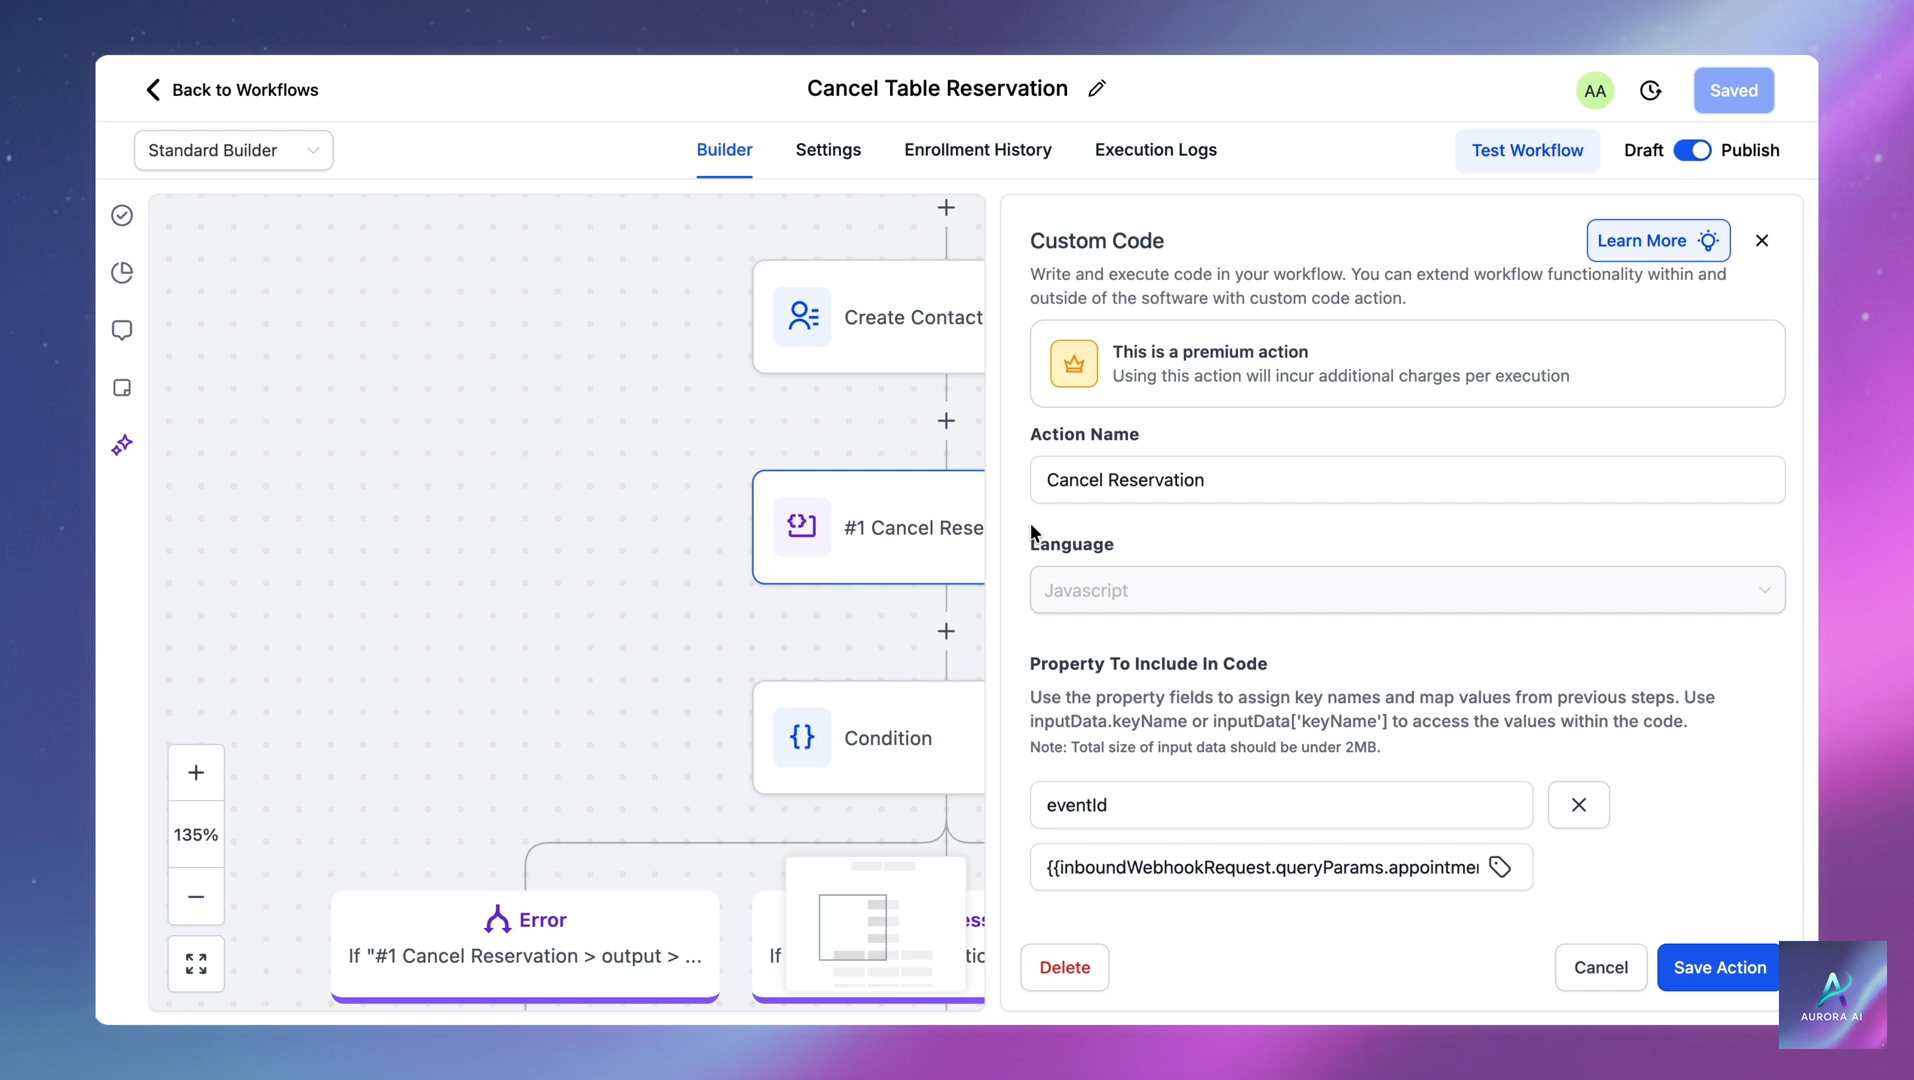 Back to Workflows
Cancel Table Reservation
AA
Saved
Standard Builder
Builder
Settings
Enrollment History
Execution Logs
Test Workflow
Draft
Publish
Create Contact
#1 Cancel Rese
Condition
135%
Error
If "#1 Cancel Reservation > output > ...
ess
If
tic
Custom Code
Learn More
Write and execute code in your workflow. You can extend workflow functionality within and
outside of the software with custom code action.
This is a premium action
Using this action will incur additional charges per execution
Action Name
Cancel Reservation
Language
Javascript
Property To Include In Code
Use the property fields to assign key names and map values from previous steps. Use
inputData.keyName or inputData['keyName'] to access the values within the code.
Note: Total size of input data should be under 2MB.
eventId
{{inboundWebhookRequest.queryParams.appointme
Delete
Cancel
Save Action
AURORA AI